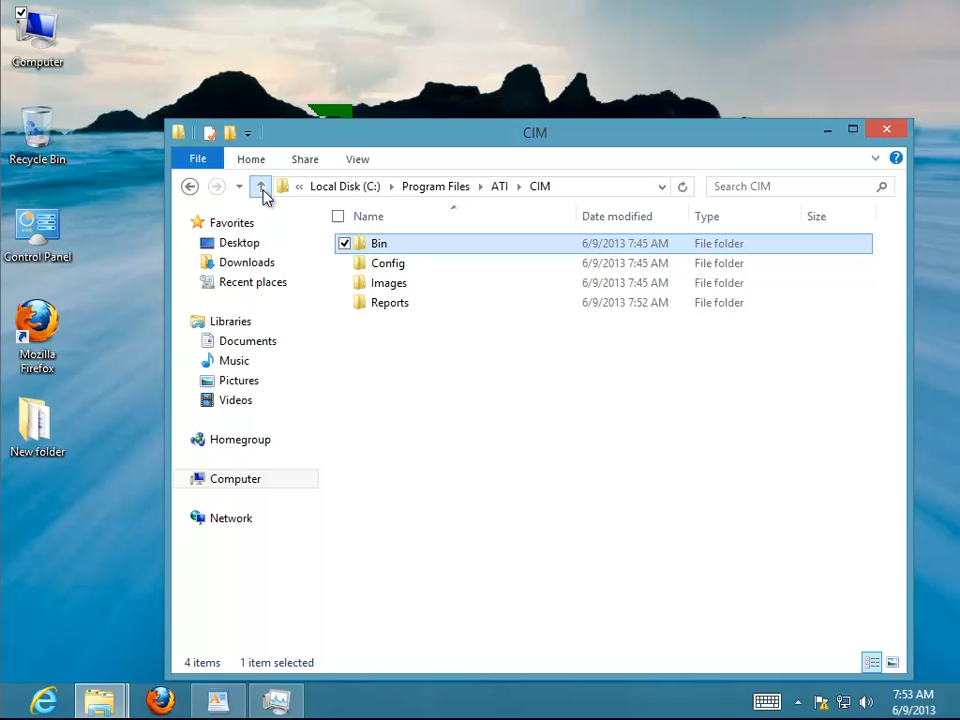 Computer
Recycle Bin
Control Panel
Mozilla
Firefox
New folder
CIM
File
Home
Share
View
?
« Local Disk (C:) Program Files ATI CIM
Search CIM
Name
Date modified
Type
Size
Favorites
Desktop
Downloads
Recent places
Libraries
Documents
Music
Pictures
Videos
Homegroup
Computer
Network
Bin 6/9/2013 7:45 AM File folder
Config 6/9/2013 7:45 AM File folder
Images 6/9/2013 7:45 AM File folder
Reports 6/9/2013 7:52 AM File folder
4 items 1 item selected
7:53 AM
6/9/2013